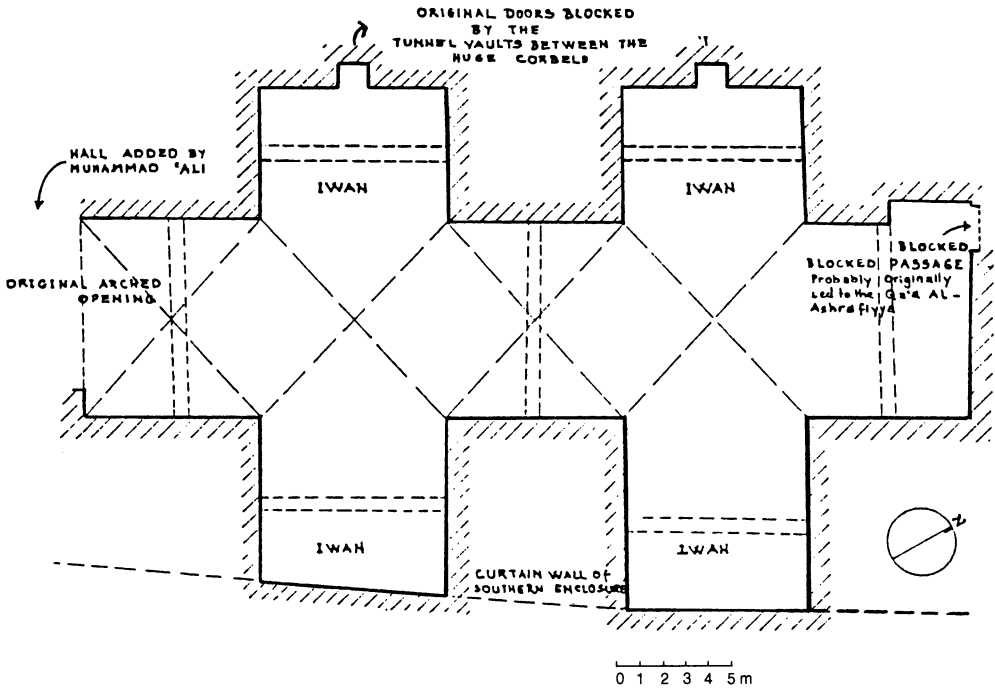 ORIGINAL DOORS BLOCKED
BY THE
TUNNEL VAULTS BETWEEN THE
HUGE CORBELS
HALL ADDED BY
MUHAMMAD 'ALI
IWAN
IWAN
ORIGINAL ARCHED
OPENING
BLOCKED
BLOCKED PASSAGE
Probably originally
Led to the Qa'a Al-
Ashrafiyya
IWAN
IWAN
CURTAIN WALL OF
SOUTHERN ENCLOSURE
N
0 1 2 3 4 5 m